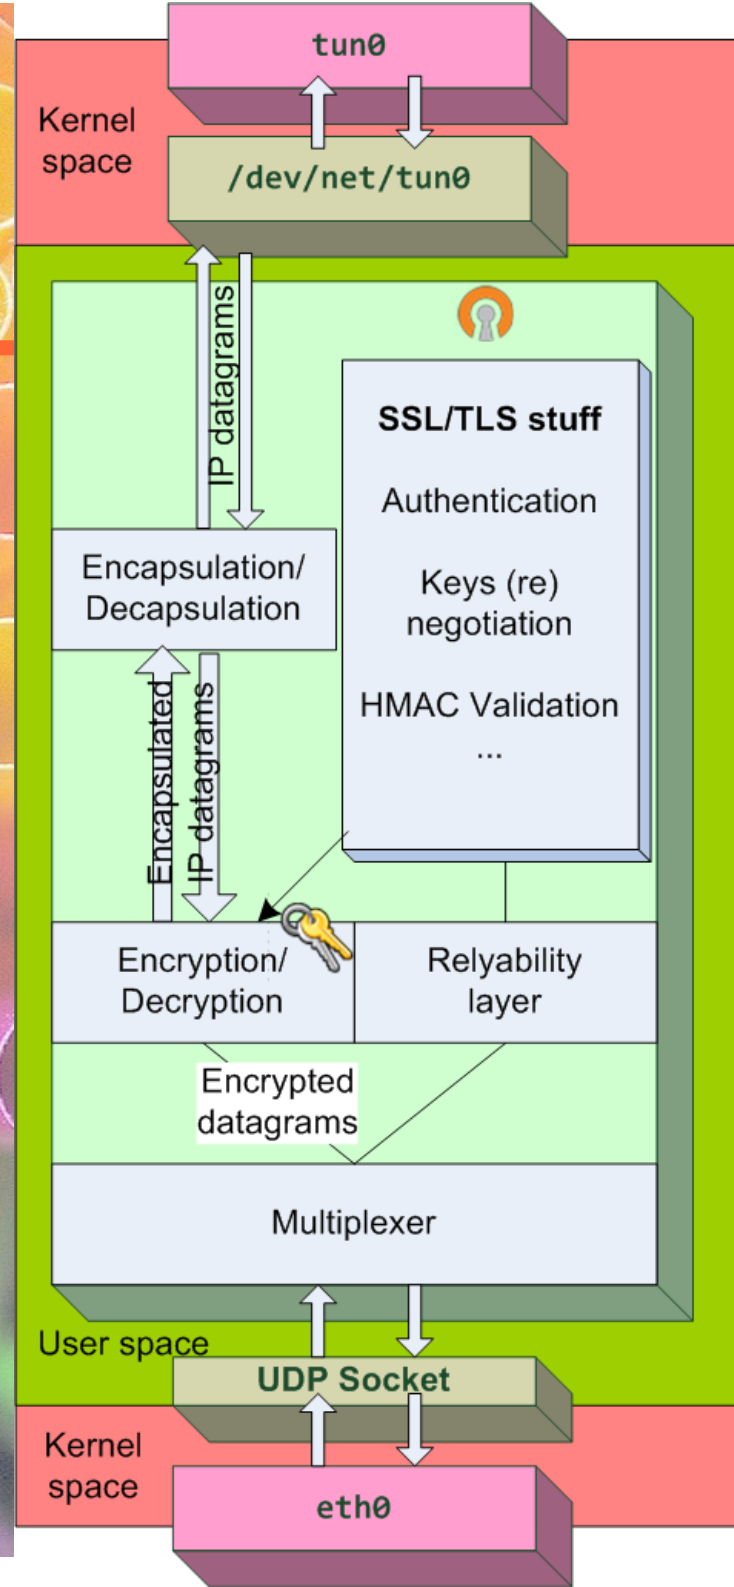 tun0
Kernel
space
/dev/net/tun0
IP datagrams
SSL/TLS stuff
Authentication
Keys (re)
negotiation
HMAC Validation
...
Encapsulation/
Decapsulation
Encapsulated
IP datagrams
Encryption/
Decryption
Relyability
layer
Encrypted
datagrams
Multiplexer
User space
UDP Socket
Kernel
space
eth0